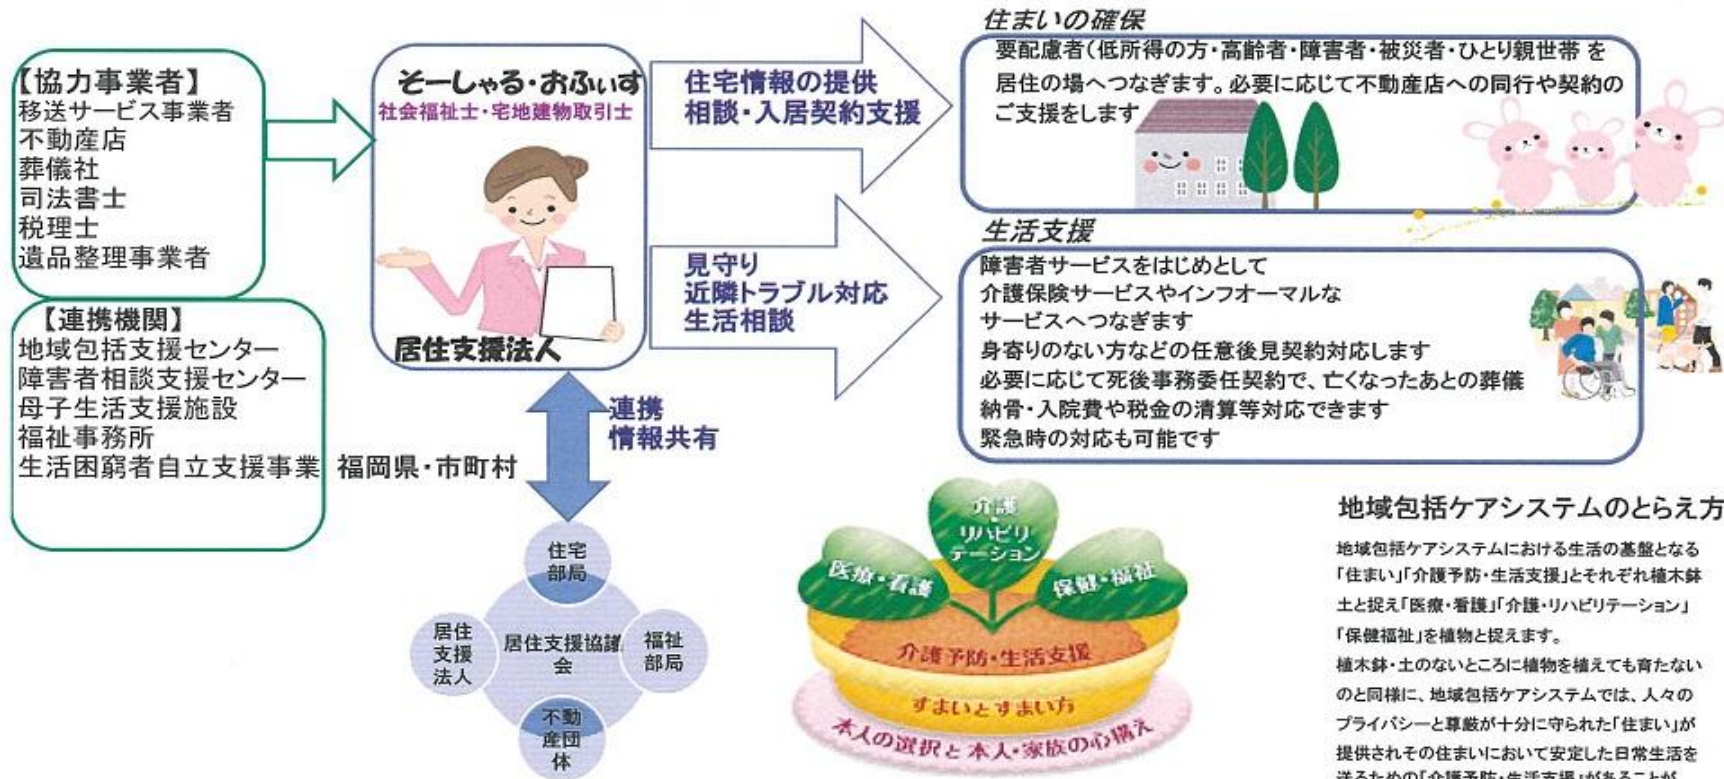 【協力事業者】
移送サービス事業者
不動産店
葬儀社
司法書士
税理士
遺品整理事業者
【連携機関】
地域包括支援センター
障害者相談支援センター
母子生活支援施設
福祉事務所
生活困窮者自立支援事業 福岡県・市町村
そーしゃる・おふぃす
社会福祉士・宅地建物取引士
居住支援法人
住宅情報の提供
相談・入居契約支援
見守り
近隣トラブル対応
生活相談
連携
情報共有
住まいの確保
要配慮者(低所得の方・高齢者・障害者・被災者・ひとり親世帯 を
居住の場へつなぎます。必要に応じて不動産店への同行や契約の
ご支援をします
生活支援
障害者サービスをはじめとして
介護保険サービスやインフオーマルな
サービスへつなぎます
身寄りのない方などの任意後見契約対応します
必要に応じて死後事務委任契約で、亡くなったあとの葬儀
納骨・入院費や税金の清算等対応できます
緊急時の対応も可能です
住宅
部局
居住
支援
法人
居住支援協議
会
福祉
部局
不動
産団
体
介護
・
リハビリ
テーション
医療・看護
保健・福祉
介護予防・生活支援
すまいとすまい方
本人の選択と本人・家族の心構え
地域包括ケアシステムのとらえ方
地域包括ケアシステムにおける生活の基盤となる
「住まい」「介護予防・生活支援」とそれぞれ植木鉢
土と捉え「医療・看護」「介護・リハビリテーション」
「保健福祉」を植物と捉えます。
植木鉢・土のないところに植物を植えても育たない
のと同様に、地域包括ケアシステムでは、人々の
プライバシーと尊厳が十分に守られた「住まい」が
提供されその住まいにおいて安定した日常生活を
送るための「介護予防・生活支援」があることが